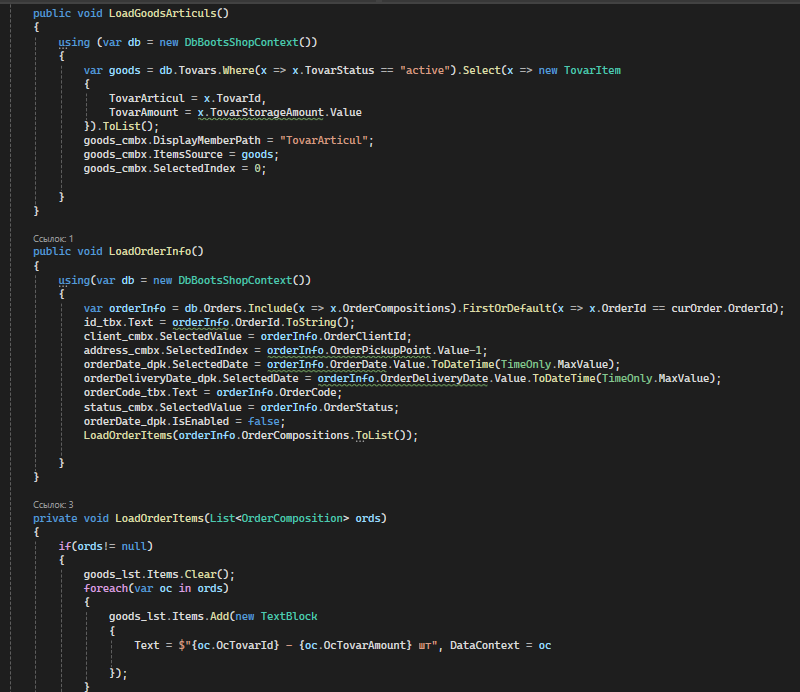 public void LoadGoodsArticuls()
{
using (var db = new DbBootsShopContext())
{
var goods = db.Tovars.Where(x => x.TovarStatus == "active").Select(x => new TovarItem
{
TovarArticul = x.TovarId,
TovarAmount = x.TovarStorageAmount.Value
}).ToList();
goods_cmbx.DisplayMemberPath = "TovarArticul";
goods_cmbx.ItemsSource = goods;
goods_cmbx.SelectedIndex = 0;
}
}
Ссылок: 1
public void LoadOrderInfo()
{
using(var db = new DbBootsShopContext())
{
var orderInfo = db.Orders.Include(x => x.OrderCompositions).FirstOrDefault(x => x.OrderId == curOrder.OrderId);
id_tbx.Text = orderInfo.OrderId.ToString();
client_cmbx.SelectedValue = orderInfo.OrderClientId;
address_cmbx.SelectedIndex = orderInfo.OrderPickupPoint.Value-1;
orderDate_dpk.SelectedDate = orderInfo.OrderDate.Value.ToDateTime(TimeOnly.MaxValue);
orderDeliveryDate_dpk.SelectedDate = orderInfo.OrderDeliveryDate.Value.ToDateTime(TimeOnly.MaxValue);
orderCode_tbx.Text = orderInfo.OrderCode;
status_cmbx.SelectedValue = orderInfo.OrderStatus;
orderDate_dpk.IsEnabled = false;
LoadOrderItems(orderInfo.OrderCompositions.ToList());
}
}
Ссылок: 3
private void LoadOrderItems(List<OrderComposition> ords)
{
if(ords!= null)
{
goods_lst.Items.Clear();
foreach(var oc in ords)
{
goods_lst.Items.Add(new TextBlock
{
Text = $"{oc.OcTovarId} - {oc.OcTovarAmount} шт", DataContext = oc
});
}